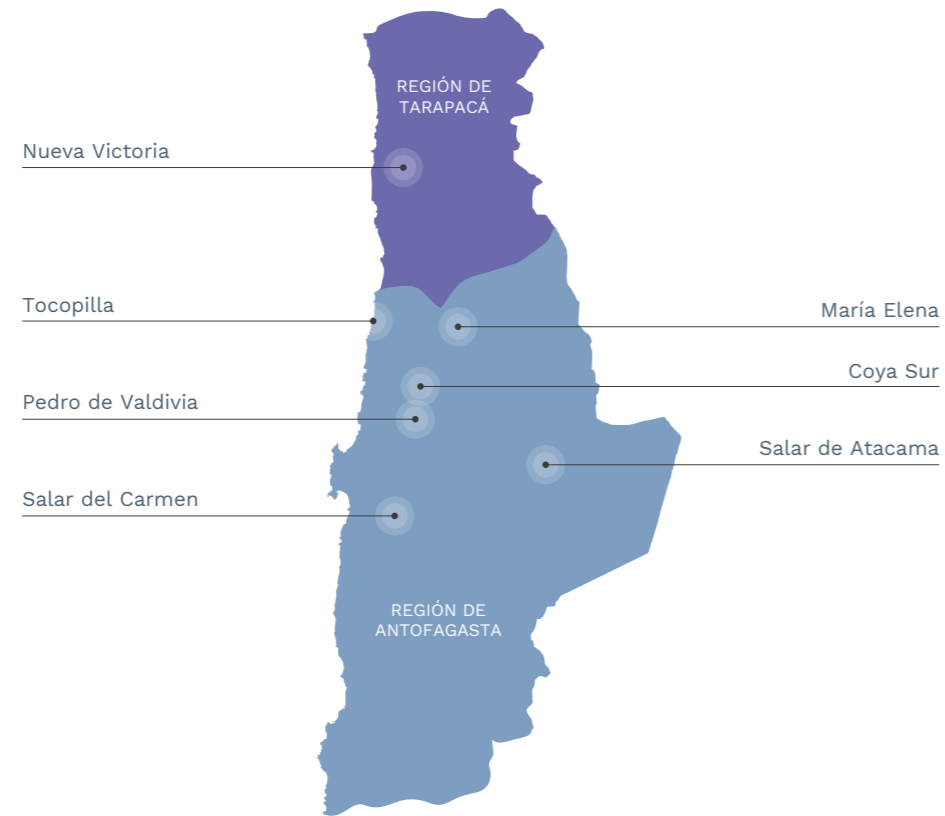 REGIÓN DE
TARAPACÁ
Nueva Victoria
Tocopilla
María Elena
Coya Sur
Pedro de Valdivia
Salar de Atacama
Salar del Carmen
REGIÓN DE
ANTOFAGASTA